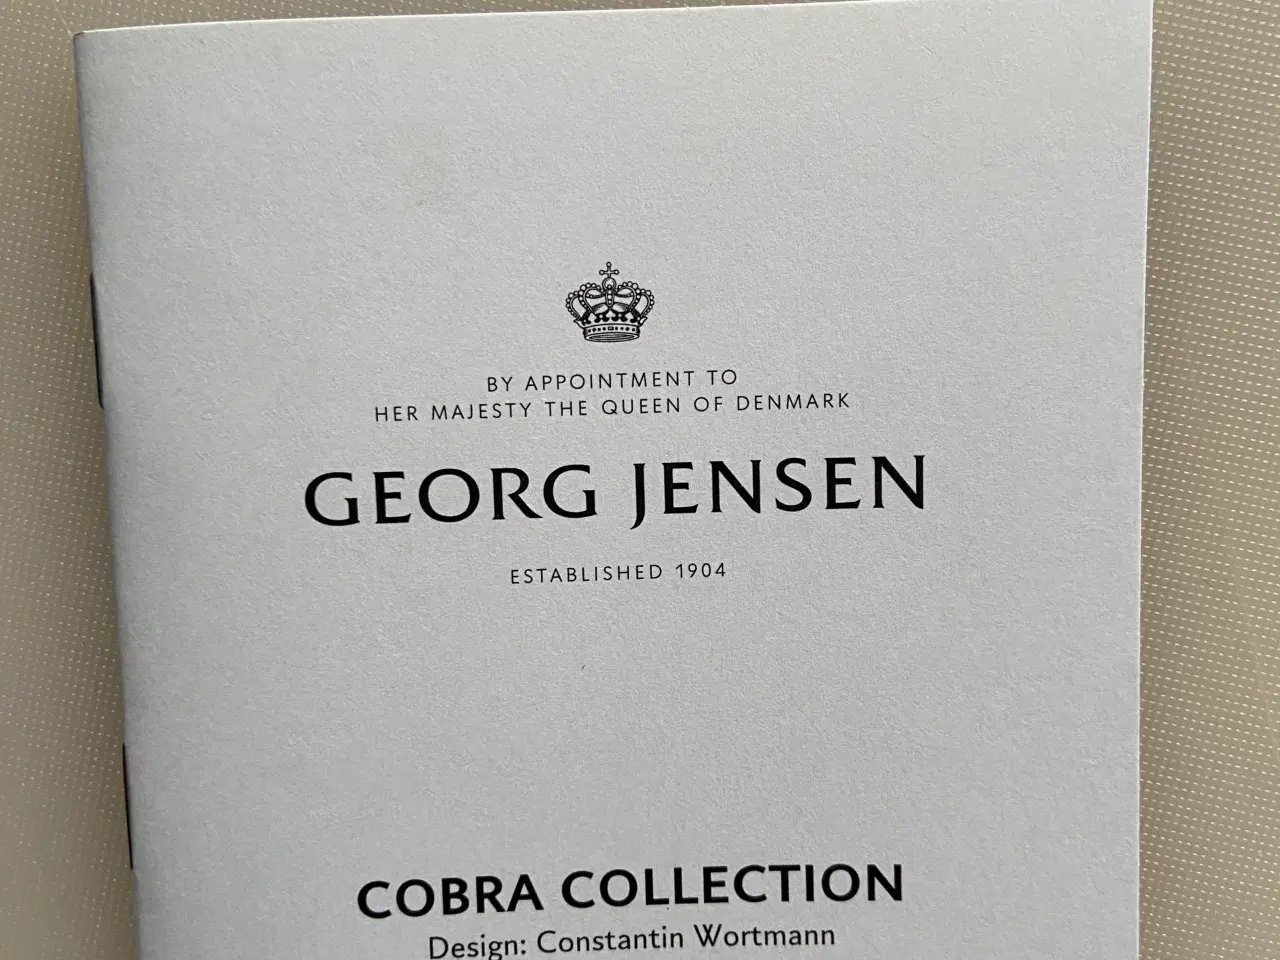 BY APPOINTMENT TO
HER MAJESTY THE QUEEN OF DENMARK
GEORG JENSEN
ESTABLISHED 1904
COBRA COLLECTION
Design: Constantin Wortmann